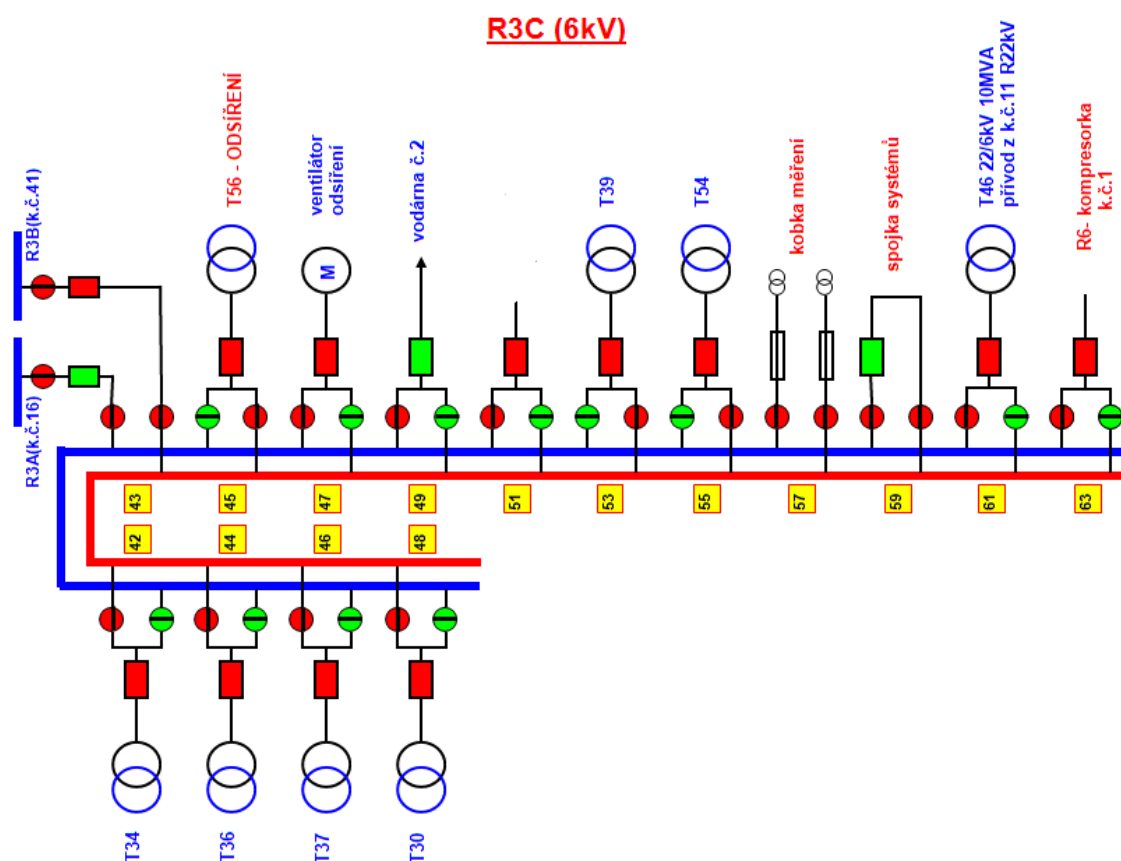 R3C (6kV)
R3B(k.č.41)
R3A(k.č.16)
T56 - ODSÍŘENÍ
ventilátor
odsíření
M
vodárna č.2
T39
T54
kobka měření
spojka systémů
T46 22/6kV 10MVA
přívod z k.č.11 R22kV
R6- kompresorka
k.č.1
43
45
47
49
51
53
55
57
59
61
63
42
44
46
48
T34
T36
T37
T30